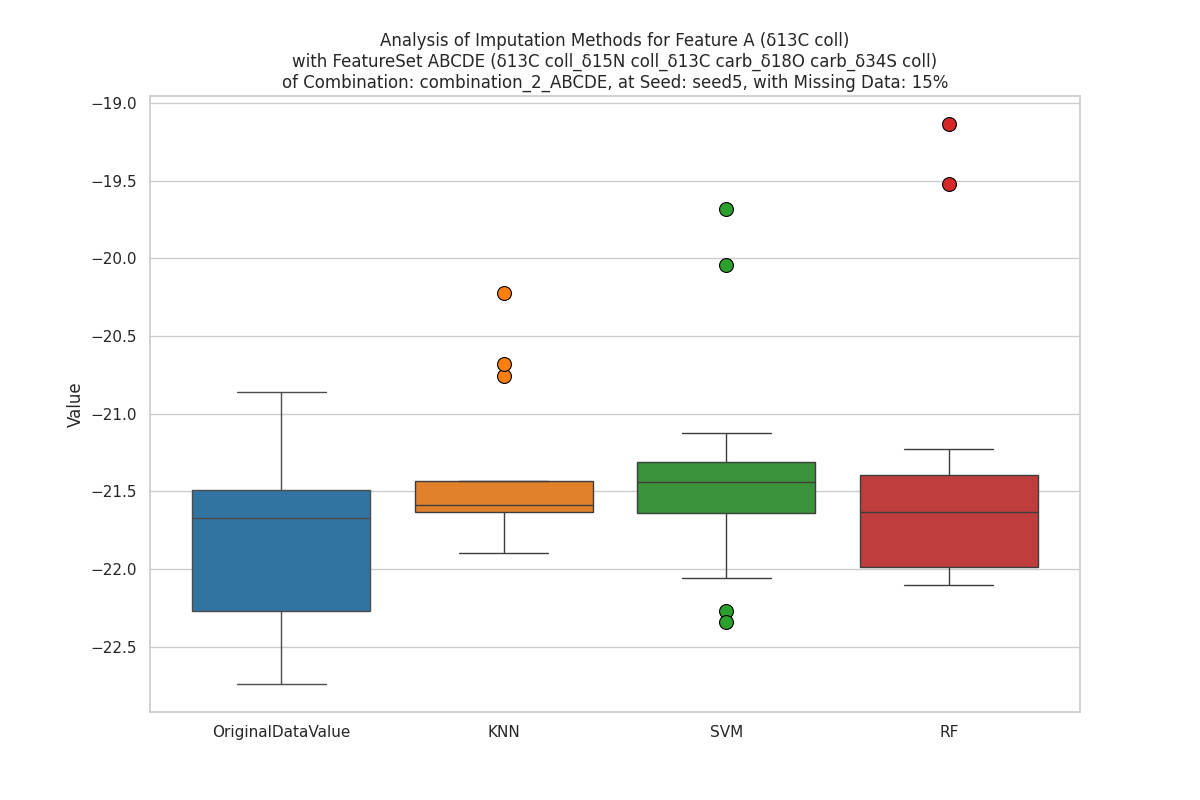 Analysis of Imputation Methods for Feature A (δ13C coll)
with FeatureSet ABCDE (δ13C coll_δ15N coll_δ13C carb_δ18O carb_δ34S coll)
of Combination: combination_2_ABCDE, at Seed: seed5, with Missing Data: 15%
−19.0
−19.5
−20.0
−20.5
−21.0
−21.5
−22.0
−22.5
Value
OriginalDataValue
KNN
SVM
RF